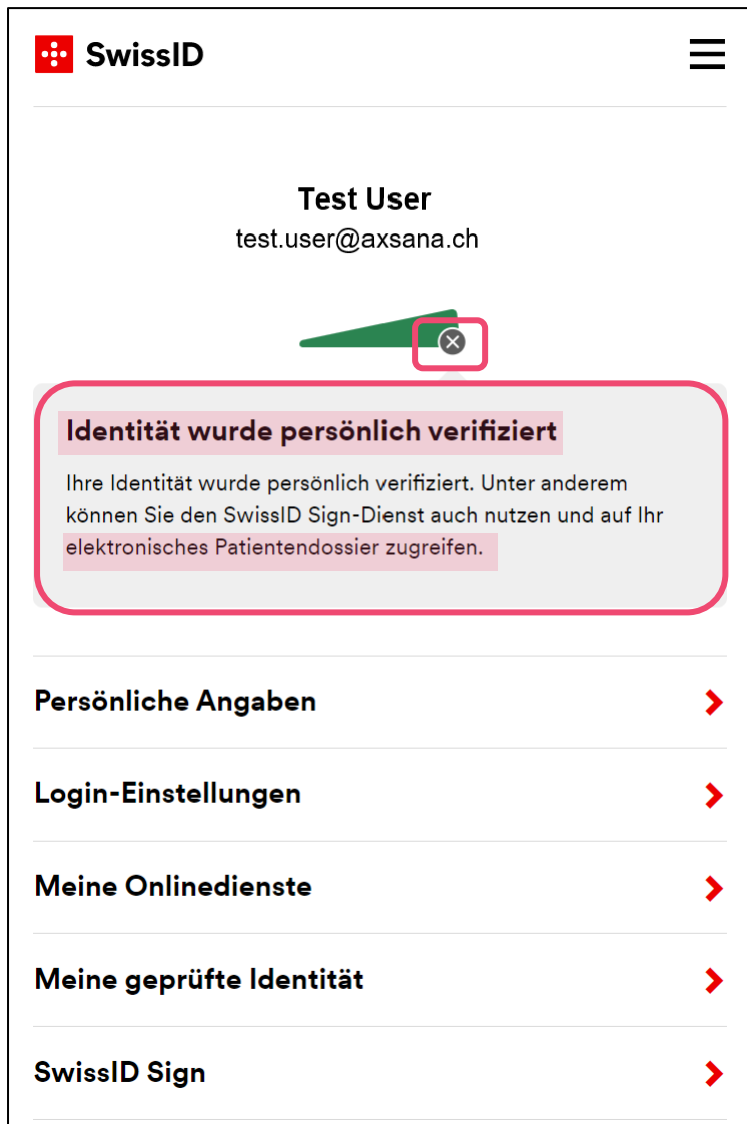 SwissID
Test User
test.user@axsana.ch
Identität wurde persönlich verifiziert
Ihre Identität wurde persönlich verifiziert. Unter anderem
können Sie den SwissID Sign-Dienst auch nutzen und auf Ihr
elektronisches Patientendossier zugreifen.
Persönliche Angaben
Login-Einstellungen
Meine Onlinedienste
Meine geprüfte Identität
SwissID Sign